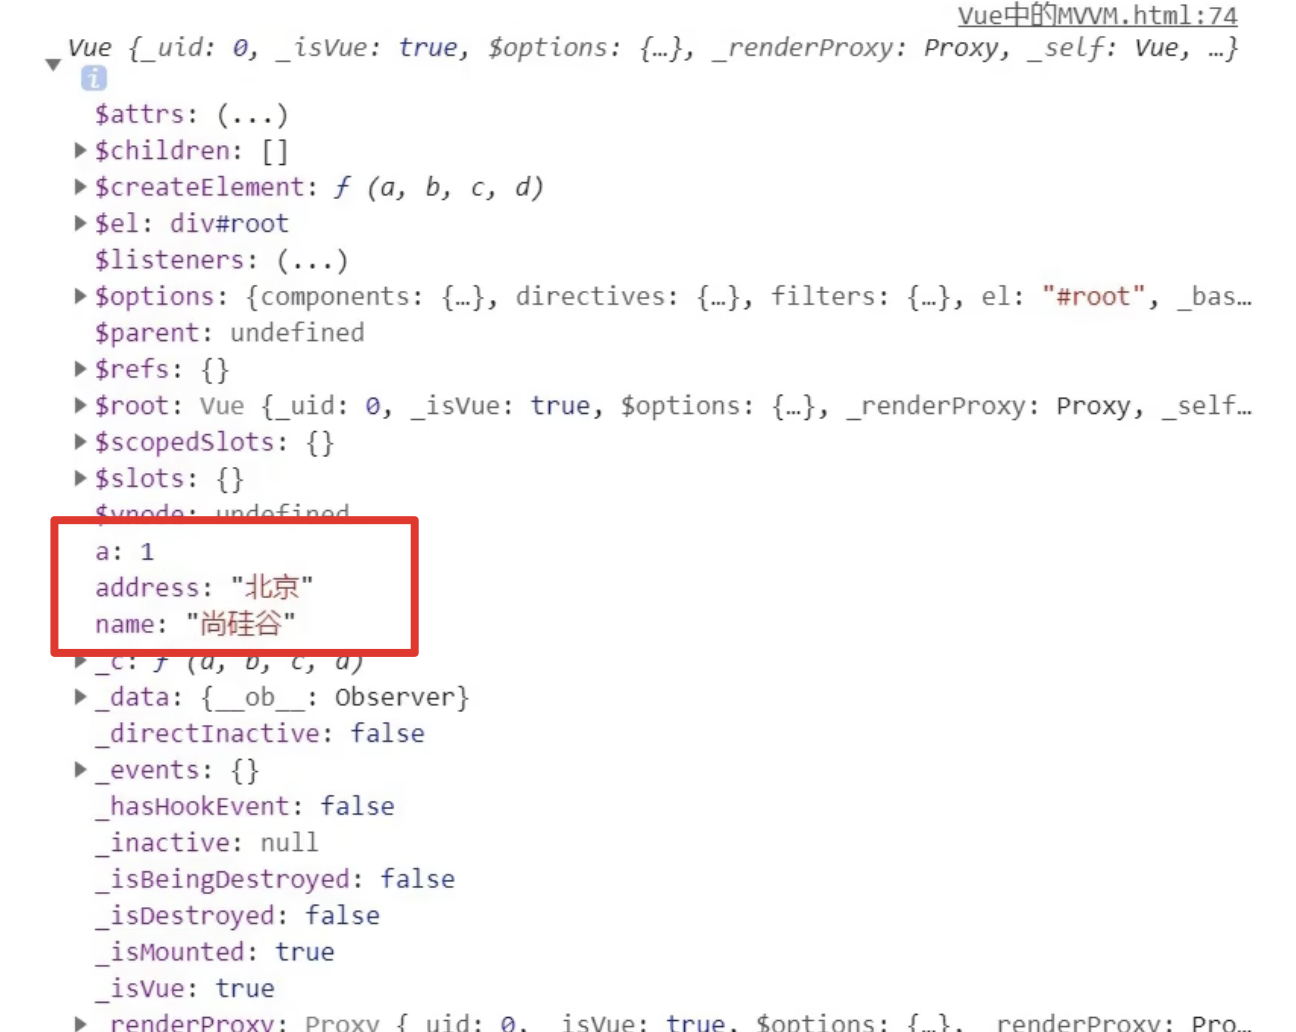 Vue中的MVVM.html:74
Vue {_uid: 0, _isVue: true, $options: {…}, _renderProxy: Proxy, _self: Vue, …}
i
$attrs: (...)
$children: []
$createElement: ƒ (a, b, c, d)
$el: div#root
$listeners: (...)
$options: {components: {…}, directives: {…}, filters: {…}, el: "#root", _bas…
$parent: undefined
$refs: {}
$root: Vue {_uid: 0, _isVue: true, $options: {…}, _renderProxy: Proxy, _self…
$scopedSlots: {}
$slots: {}
$vnode: undefined
a: 1
address: "北京"
name: "尚硅谷"
_c: ƒ (a, b, c, d)
_data: {__ob__: Observer}
_directInactive: false
_events: {}
_hasHookEvent: false
_inactive: null
_isBeingDestroyed: false
_isDestroyed: false
_isMounted: true
_isVue: true
_renderProxy: Proxy {_uid: 0, _isVue: true, $options: {…}, _renderProxy: Pro…